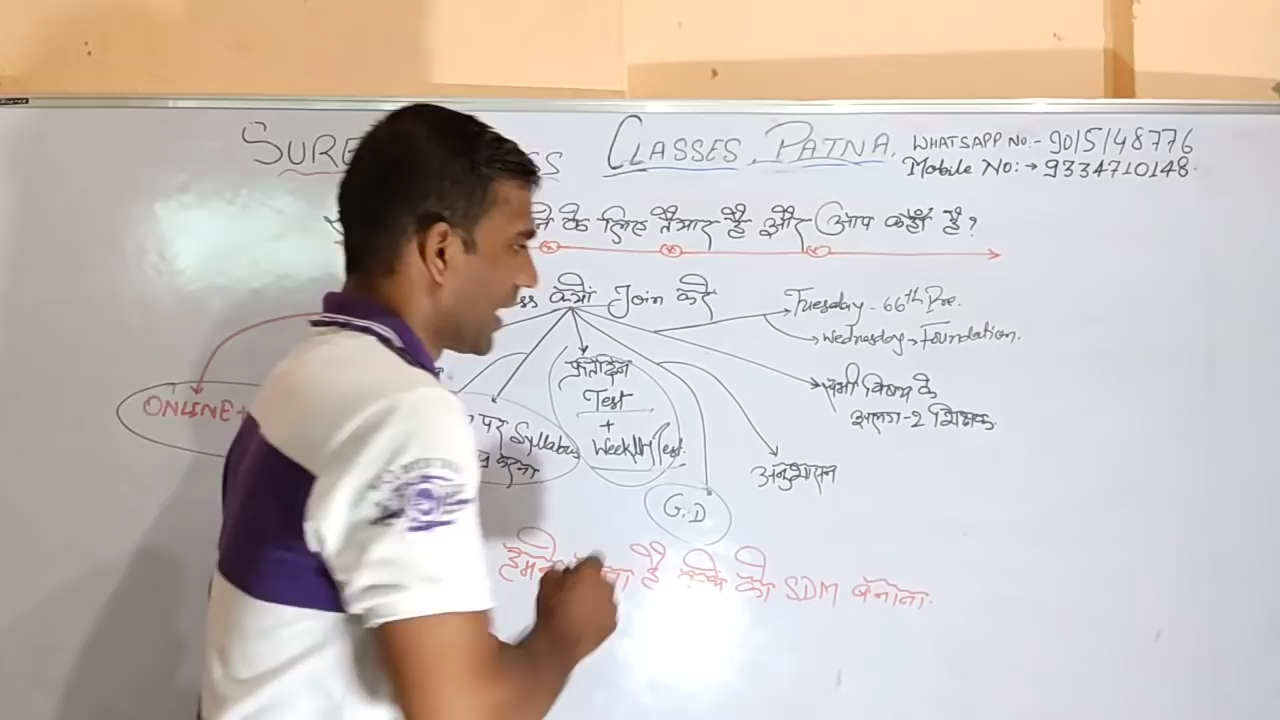 SURE
SS CLASSES, PATNA.
WHATSAPP NO:- 9015148776
Mobile No:→ 9334710148.
के लिए तैयार है और आप कहाँ है?
ss क्यों Join करें
Tuesday - 66th Pre.
Wednesday → Foundation.
सभी विषय के
अलग-2 शिक्षक
ONLINE+
पर Syllabus
करना
प्रतिदिन
Test
+
Weekly Test.
G.D
अनुशासन
है को SDM बनाना.